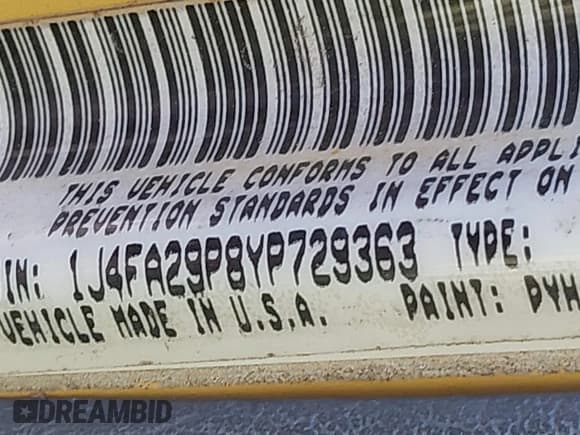 THIS VEHICLE CONFORMS TO ALL APPLI
PREVENTION STANDARDS IN EFFECT ON
IN: 1J4FA29P8YP729363 TYPE:
VEHICLE MADE IN U.S.A. PAINT: PYH
DREAMBID